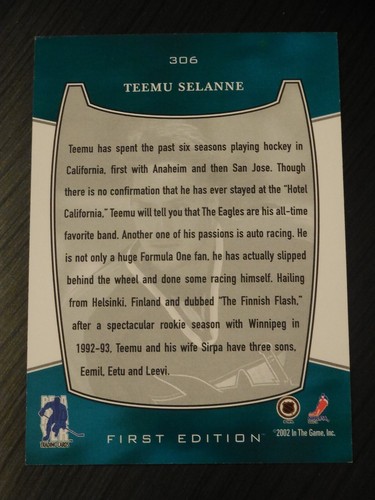 306
TEEMU SELANNE
Teemu has spent the past six seasons playing hockey in
California, first with Anaheim and then San Jose. Though
there is no confirmation that he has ever stayed at the "Hotel
California," Teemu will tell you that The Eagles are his all-time
favorite band. Another one of his passions is auto racing. He
is not only a huge Formula One fan, he has actually slipped
behind the wheel and done some racing himself. Hailing
from Helsinki, Finland and dubbed "The Finnish Flash,"
after a spectacular rookie season with Winnipeg in
1992-93, Teemu and his wife Sirpa have three sons,
Eemil, Eetu and Leevi.
TRADING CARDS
FIRST EDITION™
©2002 In The Game, Inc.